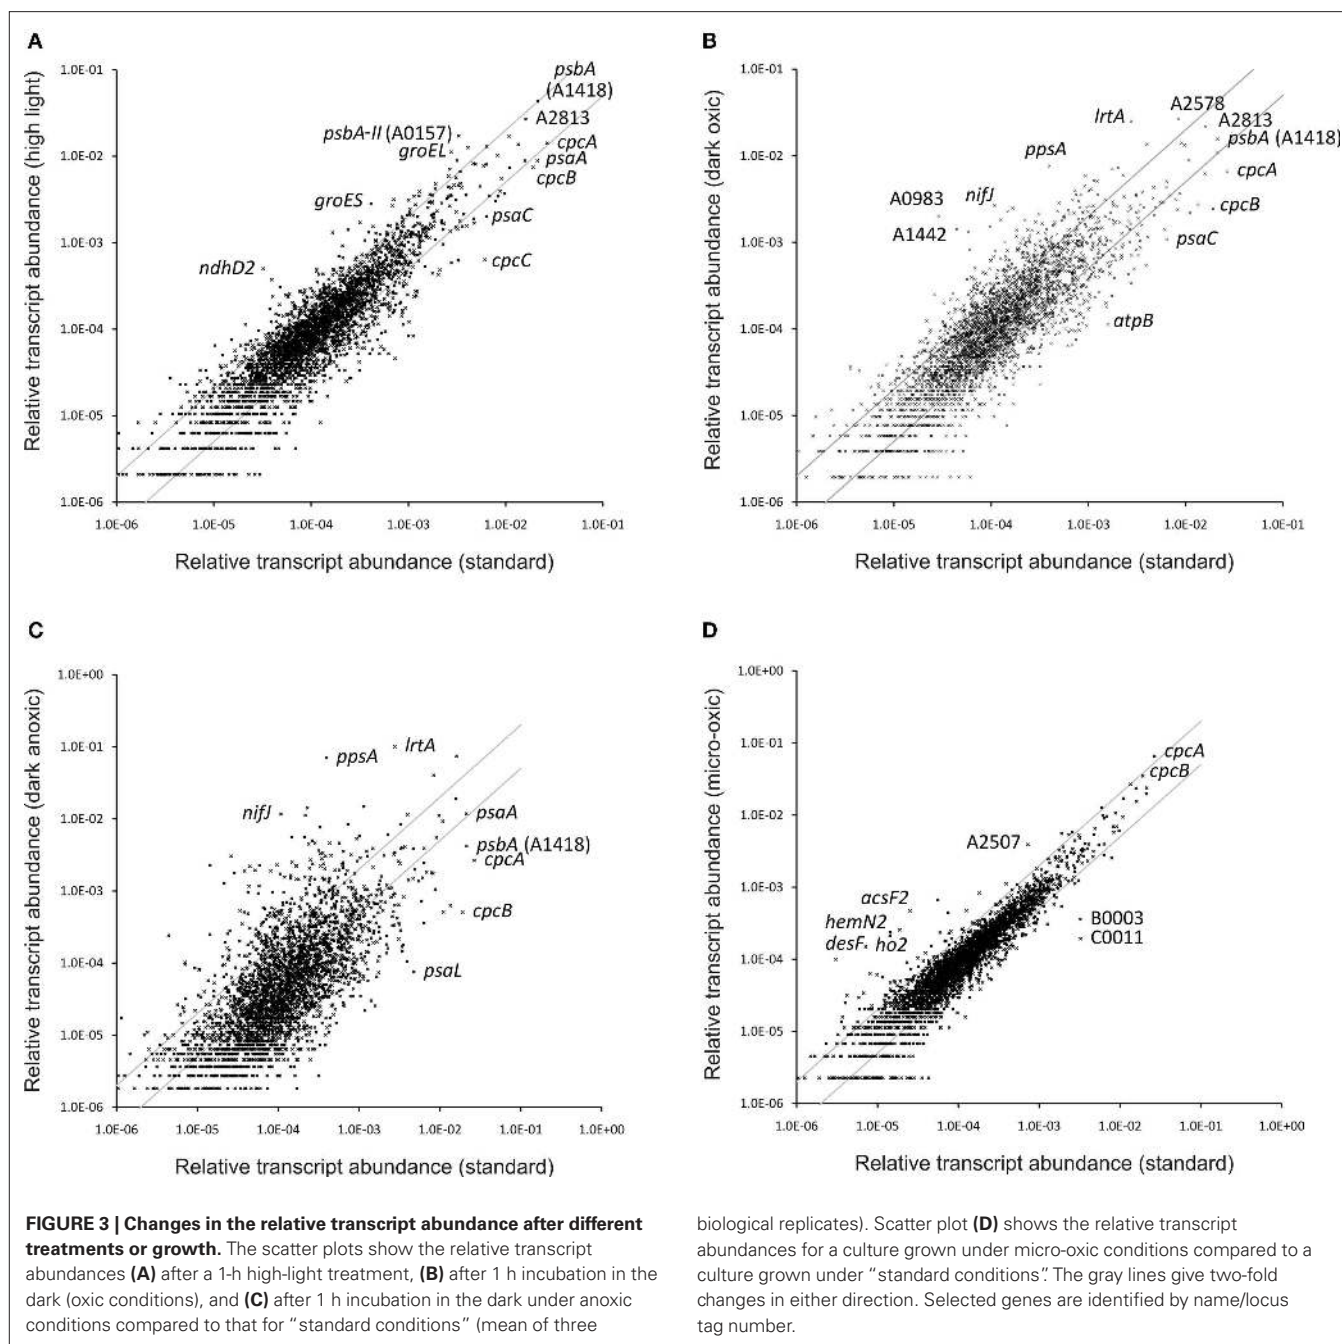 A
1.0E-01
1.0E-02
1.0E-03
1.0E-04
1.0E-05
1.0E-06
Relative transcript abundance (high light)
psbA
(A1418)
A2813
psbA-II (A0157)
groEL
cpcA
psaA
cpcB
groES
psaC
ndhD2
cpcC
1.0E-06 1.0E-05 1.0E-04 1.0E-03 1.0E-02 1.0E-01
Relative transcript abundance (standard)
B
1.0E-01
1.0E-02
1.0E-03
1.0E-04
1.0E-05
1.0E-06
Relative transcript abundance (dark oxic)
lrtA
A2578
A2813
psbA (A1418)
ppsA
cpcA
A0983
nifJ
cpcB
A1442
psaC
atpB
1.0E-06 1.0E-05 1.0E-04 1.0E-03 1.0E-02 1.0E-01
Relative transcript abundance (standard)
C
1.0E+00
1.0E-01
1.0E-02
1.0E-03
1.0E-04
1.0E-05
1.0E-06
Relative transcript abundance (dark anoxic)
ppsA
lrtA
nifJ
psaA
psbA (A1418)
cpcA
cpcB
psaL
1.0E-06 1.0E-05 1.0E-04 1.0E-03 1.0E-02 1.0E-01 1.0E+00
Relative transcript abundance (standard)
D
1.0E+00
1.0E-01
1.0E-02
1.0E-03
1.0E-04
1.0E-05
1.0E-06
Relative transcript abundance (micro-oxic)
cpcA
cpcB
A2507
acsF2
hemN2
desF
ho2
B0003
C0011
1.0E-06 1.0E-05 1.0E-04 1.0E-03 1.0E-02 1.0E-01 1.0E+00
Relative transcript abundance (standard)
FIGURE 3 | Changes in the relative transcript abundance after different
treatments or growth. The scatter plots show the relative transcript
abundances (A) after a 1-h high-light treatment, (B) after 1 h incubation in the
dark (oxic conditions), and (C) after 1 h incubation in the dark under anoxic
conditions compared to that for “standard conditions” (mean of three
biological replicates). Scatter plot (D) shows the relative transcript
abundances for a culture grown under micro-oxic conditions compared to a
culture grown under “standard conditions”. The gray lines give two-fold
changes in either direction. Selected genes are identified by name/locus
tag number.